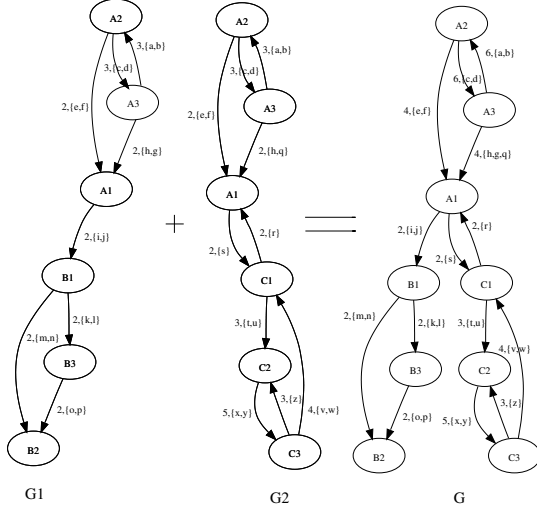 A2
3,{a,b}
3,{c,d}
A3
2,{e,f}
2,{h,g}
A1
2,{i,j}
B1
2,{k,l}
2,{m,n}
B3
2,{o,p}
B2
G1
+
A2
3,{a,b}
3,{c,d}
A3
2,{e,f}
2,{h,q}
A1
2,{r}
2,{s}
C1
3,{t,u}
C2
3,{z}
4,{v,w}
5,{x,y}
C3
G2
=
A2
6,{a,b}
6,{c,d}
A3
4,{e,f}
4,{h,g,q}
A1
2,{i,j}
2,{r}
2,{s}
B1
C1
2,{m,n}
2,{k,l}
3,{t,u}
4,{v,w}
B3
C2
3,{z}
2,{o,p}
5,{x,y}
B2
C3
G